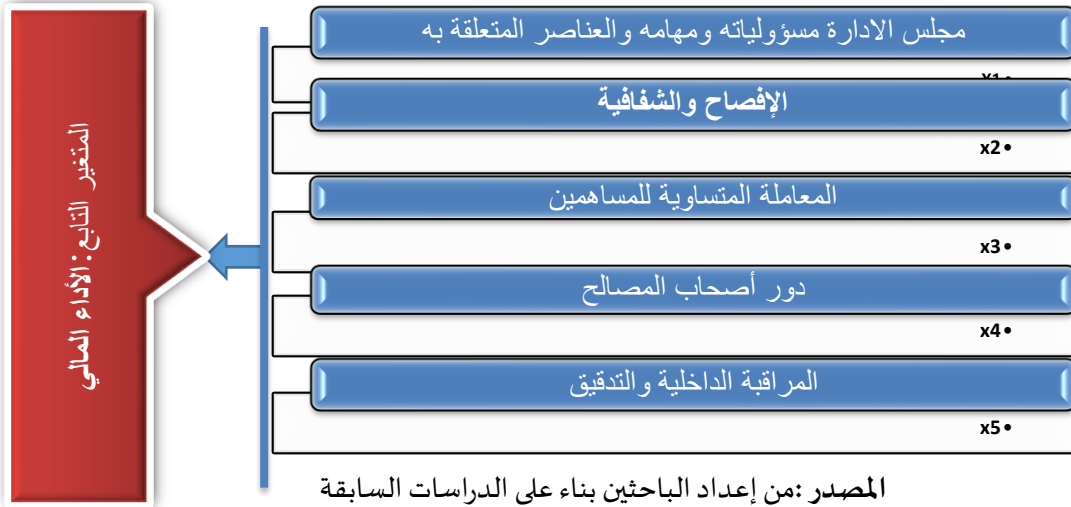 مجلس الادارة مسؤولياته ومهامه والعناصر المتعلقة به
X1•
الإفصاح والشفافية
x2•
المعاملة المتساوية للمساهمين
x3•
دور أصحاب المصالح
x4•
المراقبة الداخلية والتدقيق
x5•
المتغير التابع: الأداء المالي
المصدر :من إعداد الباحثين بناء على الدراسات السابقة